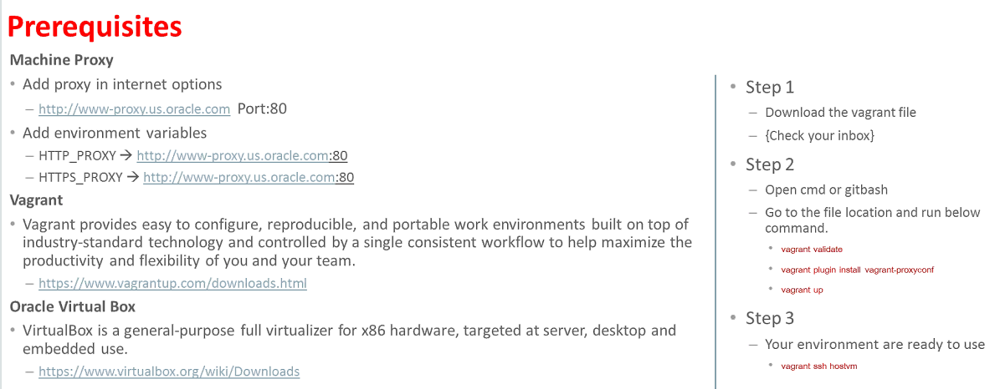 Prerequisites
Machine Proxy
• Add proxy in internet options
– http://www-proxy.us.oracle.com Port:80
• Add environment variables
– HTTP_PROXY → http://www-proxy.us.oracle.com:80
– HTTPS_PROXY → http://www-proxy.us.oracle.com:80
Vagrant
• Vagrant provides easy to configure, reproducible, and portable work environments built on top of
industry-standard technology and controlled by a single consistent workflow to help maximize the
productivity and flexibility of you and your team.
– https://www.vagrantup.com/downloads.html
Oracle Virtual Box
• VirtualBox is a general-purpose full virtualizer for x86 hardware, targeted at server, desktop and
embedded use.
– https://www.virtualbox.org/wiki/Downloads
• Step 1
– Download the vagrant file
– {Check your inbox}
• Step 2
– Open cmd or gitbash
– Go to the file location and run below
command.
• vagrant validate
• vagrant plugin install vagrant-proxyconf
• vagrant up
• Step 3
– Your environment are ready to use
• vagrant ssh hostvm